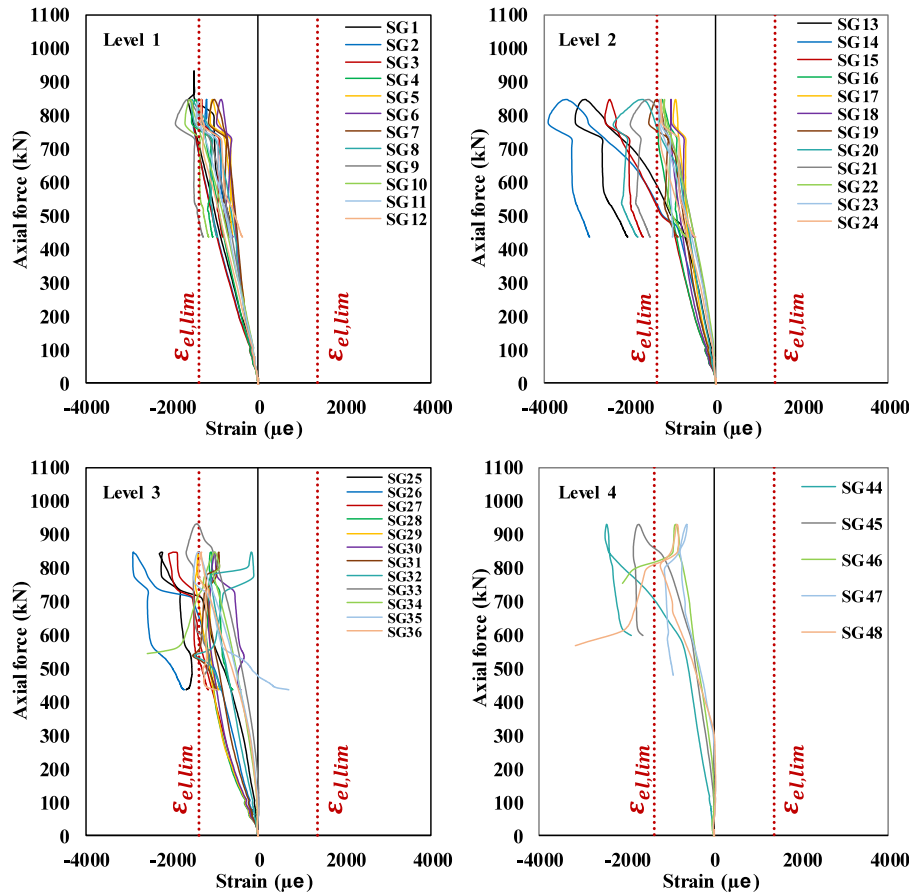 Level 1
Axial force (kN)
1100
1000
900
800
700
600
500
400
300
200
100
0
-4000
-2000
0
2000
4000
Strain (µe)
εel,lim
εel,lim
SG1
SG2
SG3
SG4
SG5
SG6
SG7
SG8
SG9
SG10
SG11
SG12
Level 2
Axial force (kN)
1100
1000
900
800
700
600
500
400
300
200
100
0
-4000
-2000
0
2000
4000
Strain (µe)
εel,lim
εel,lim
SG13
SG14
SG15
SG16
SG17
SG18
SG19
SG20
SG21
SG22
SG23
SG24
Level 3
Axial force (kN)
1100
1000
900
800
700
600
500
400
300
200
100
0
-4000
-2000
0
2000
4000
Strain (µe)
εel,lim
εel,lim
SG25
SG26
SG27
SG28
SG29
SG30
SG31
SG32
SG33
SG34
SG35
SG36
Level 4
Axial force (kN)
1100
1000
900
800
700
600
500
400
300
200
100
0
-4000
-2000
0
2000
4000
Strain (µe)
εel,lim
εel,lim
SG44
SG45
SG46
SG47
SG48